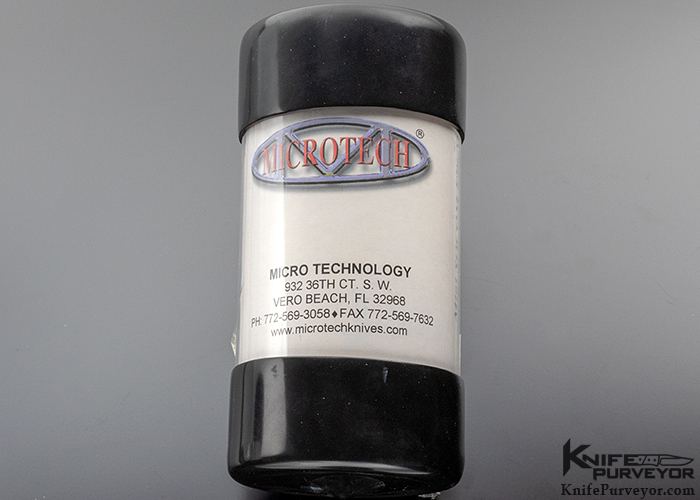 MICROTECH®
MICRO TECHNOLOGY
932 36TH CT. S. W.
VERO BEACH, FL 32968
PH: 772-569-3058♦FAX 772-569-7632
www.microtechknives.com
KNIFE
PURVEYOR
KnifePurveyor.com